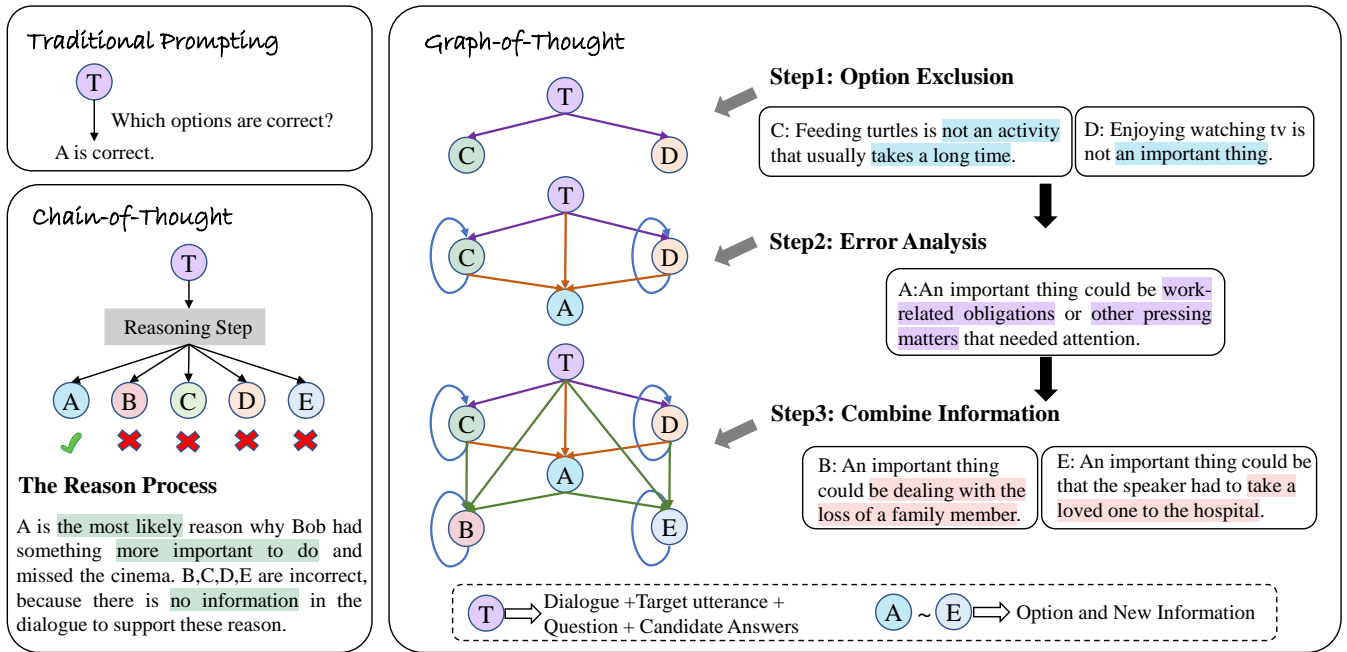 Traditional Prompting
T
Which options are correct?
A is correct.
Chain-of-Thought
T
Reasoning Step
A B C D E
The Reason Process
A is the most likely reason why Bob had
something more important to do and
missed the cinema. B,C,D,E are incorrect,
because there is no information in the
dialogue to support these reason.
Graph-of-Thought
T
C D
T
C D
A
T
C D
A
B E
Step1: Option Exclusion
C: Feeding turtles is not an activity
that usually takes a long time.
D: Enjoying watching tv is
not an important thing.
Step2: Error Analysis
A:An important thing could be work-
related obligations or other pressing
matters that needed attention.
Step3: Combine Information
B: An important thing
could be dealing with the
loss of a family member.
E: An important thing could be
that the speaker had to take a
loved one to the hospital.
T
Dialogue +Target utterance +
Question + Candidate Answers
A ~ E Option and New Information